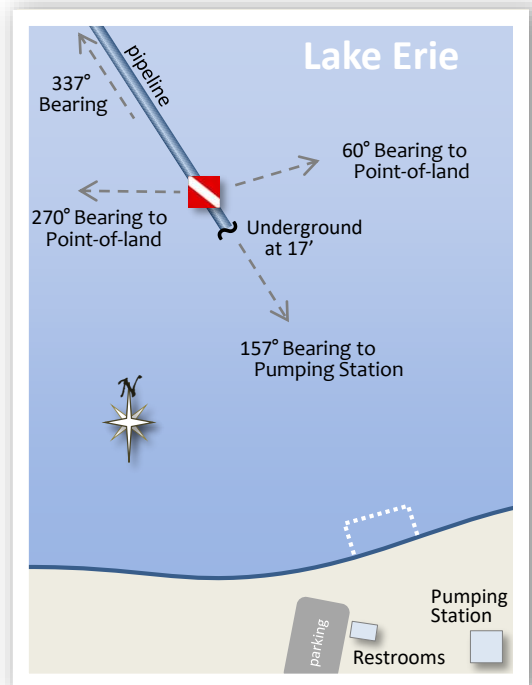 Lake Erie
pipeline
337°
Bearing
60° Bearing to
Point-of-land
270° Bearing to
Point-of-land
Underground
at 17'
157° Bearing to
Pumping Station
N
Pumping
Station
parking
Restrooms